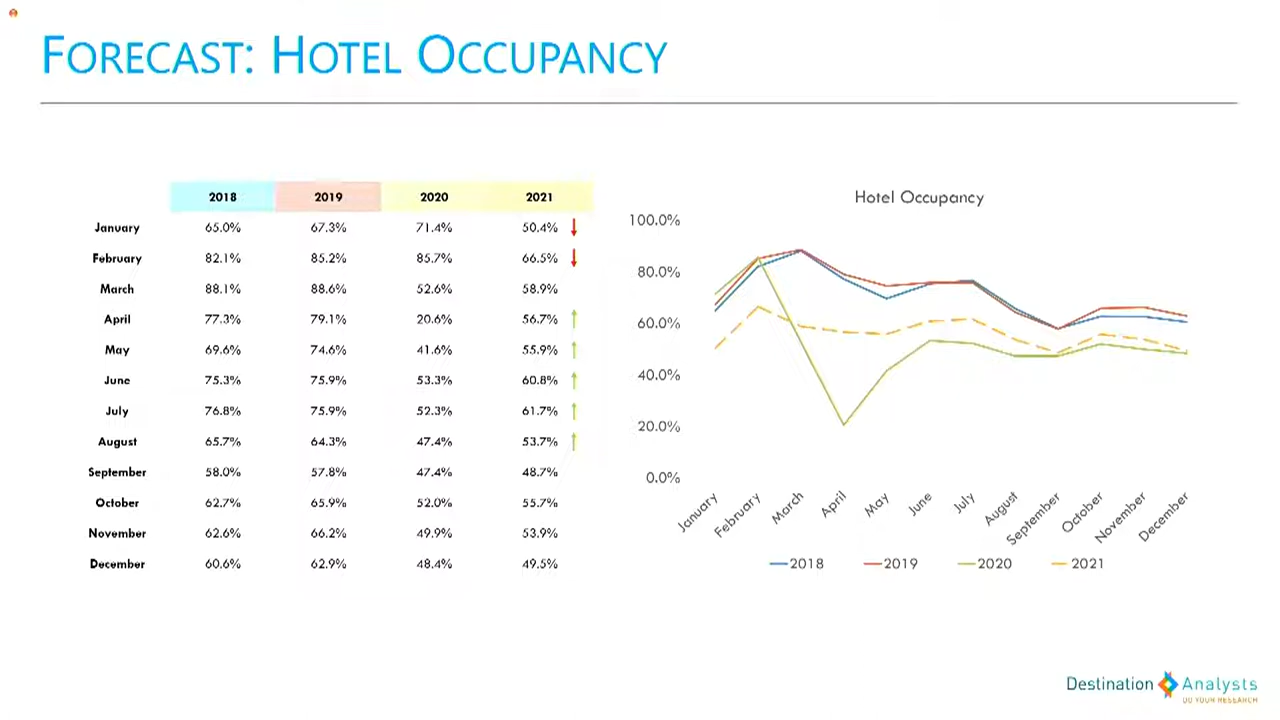 FORECAST: HOTEL OCCUPANCY
2018 2019 2020 2021
January 65.0% 67.3% 71.4% 50.4%
February 82.1% 85.2% 85.7% 66.5%
March 88.1% 88.6% 52.6% 58.9%
April 77.3% 79.1% 20.6% 56.7%
May 69.6% 74.6% 41.6% 55.9%
June 75.3% 75.9% 53.3% 60.8%
July 76.8% 75.9% 52.3% 61.7%
August 65.7% 64.3% 47.4% 53.7%
September 58.0% 57.8% 47.4% 48.7%
October 62.7% 65.9% 52.0% 55.7%
November 62.6% 66.2% 49.9% 53.9%
December 60.6% 62.9% 48.4% 49.5%
Hotel Occupancy
100.0%
80.0%
60.0%
40.0%
20.0%
0.0%
January February March April May June July August September October November December
2018 2019 2020 2021
Destination Analysts
DO YOUR RESEARCH